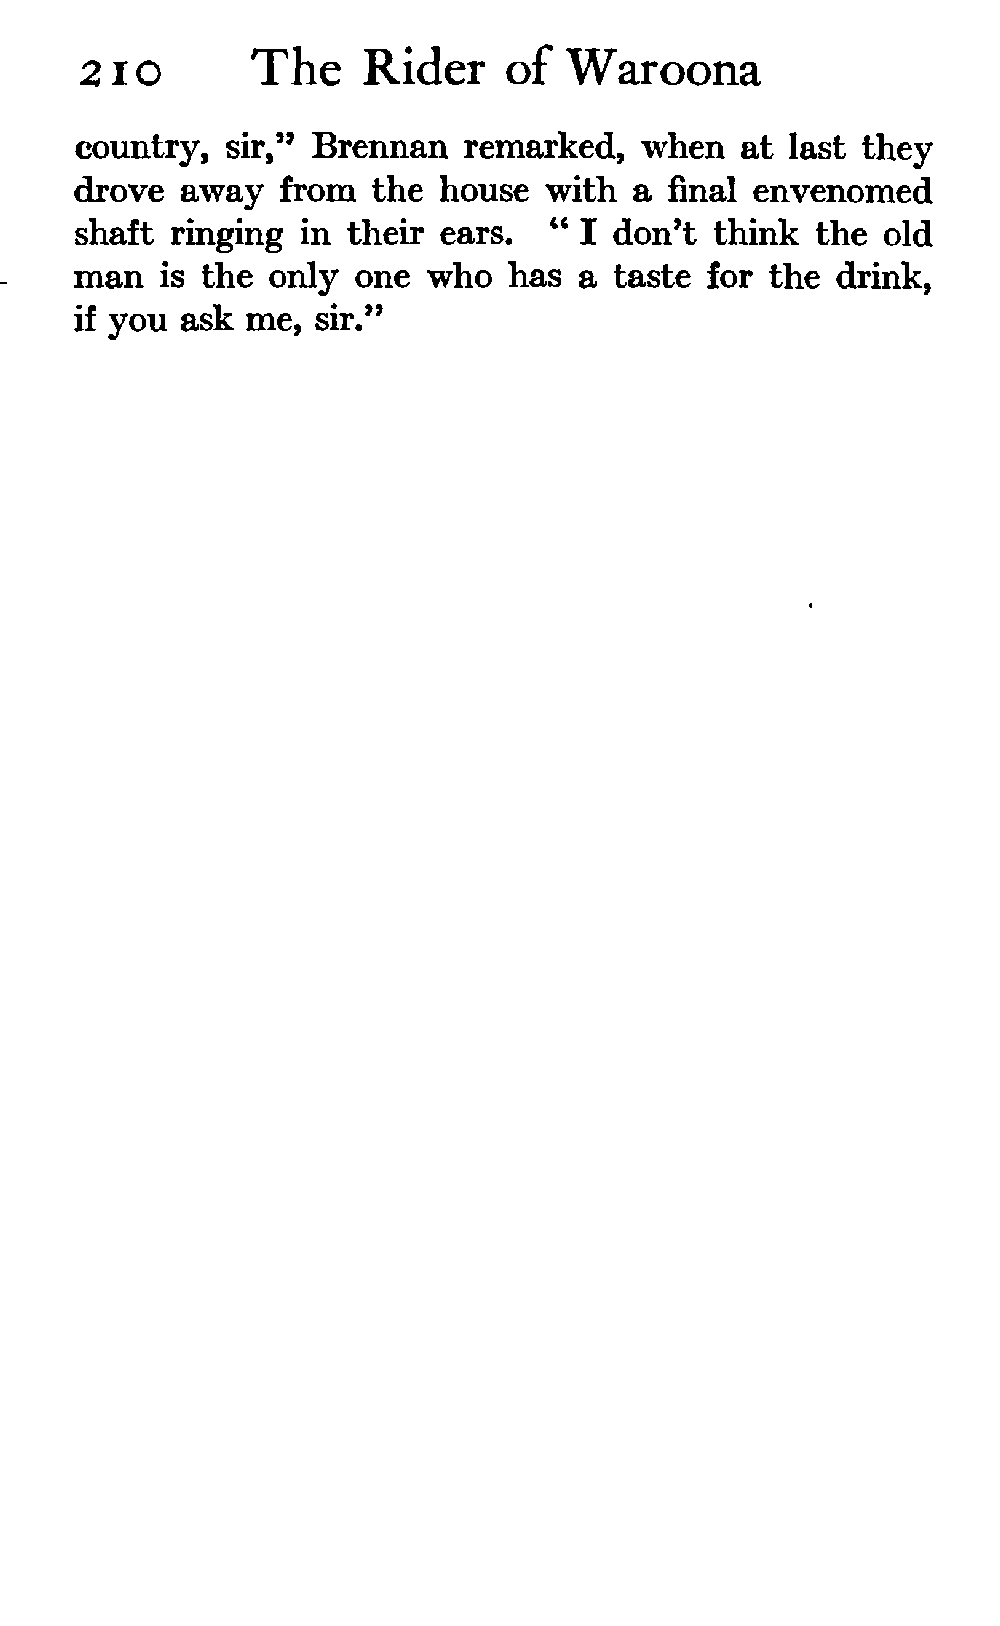 210 The Rider of Waroona
country, sir,” Brennan remarked, when at last they
drove away from the house with a final envenomed
shaft ringing in their ears. “ I don’t think the old
man is the only one who has a taste for the drink,
if you ask me, sir.”